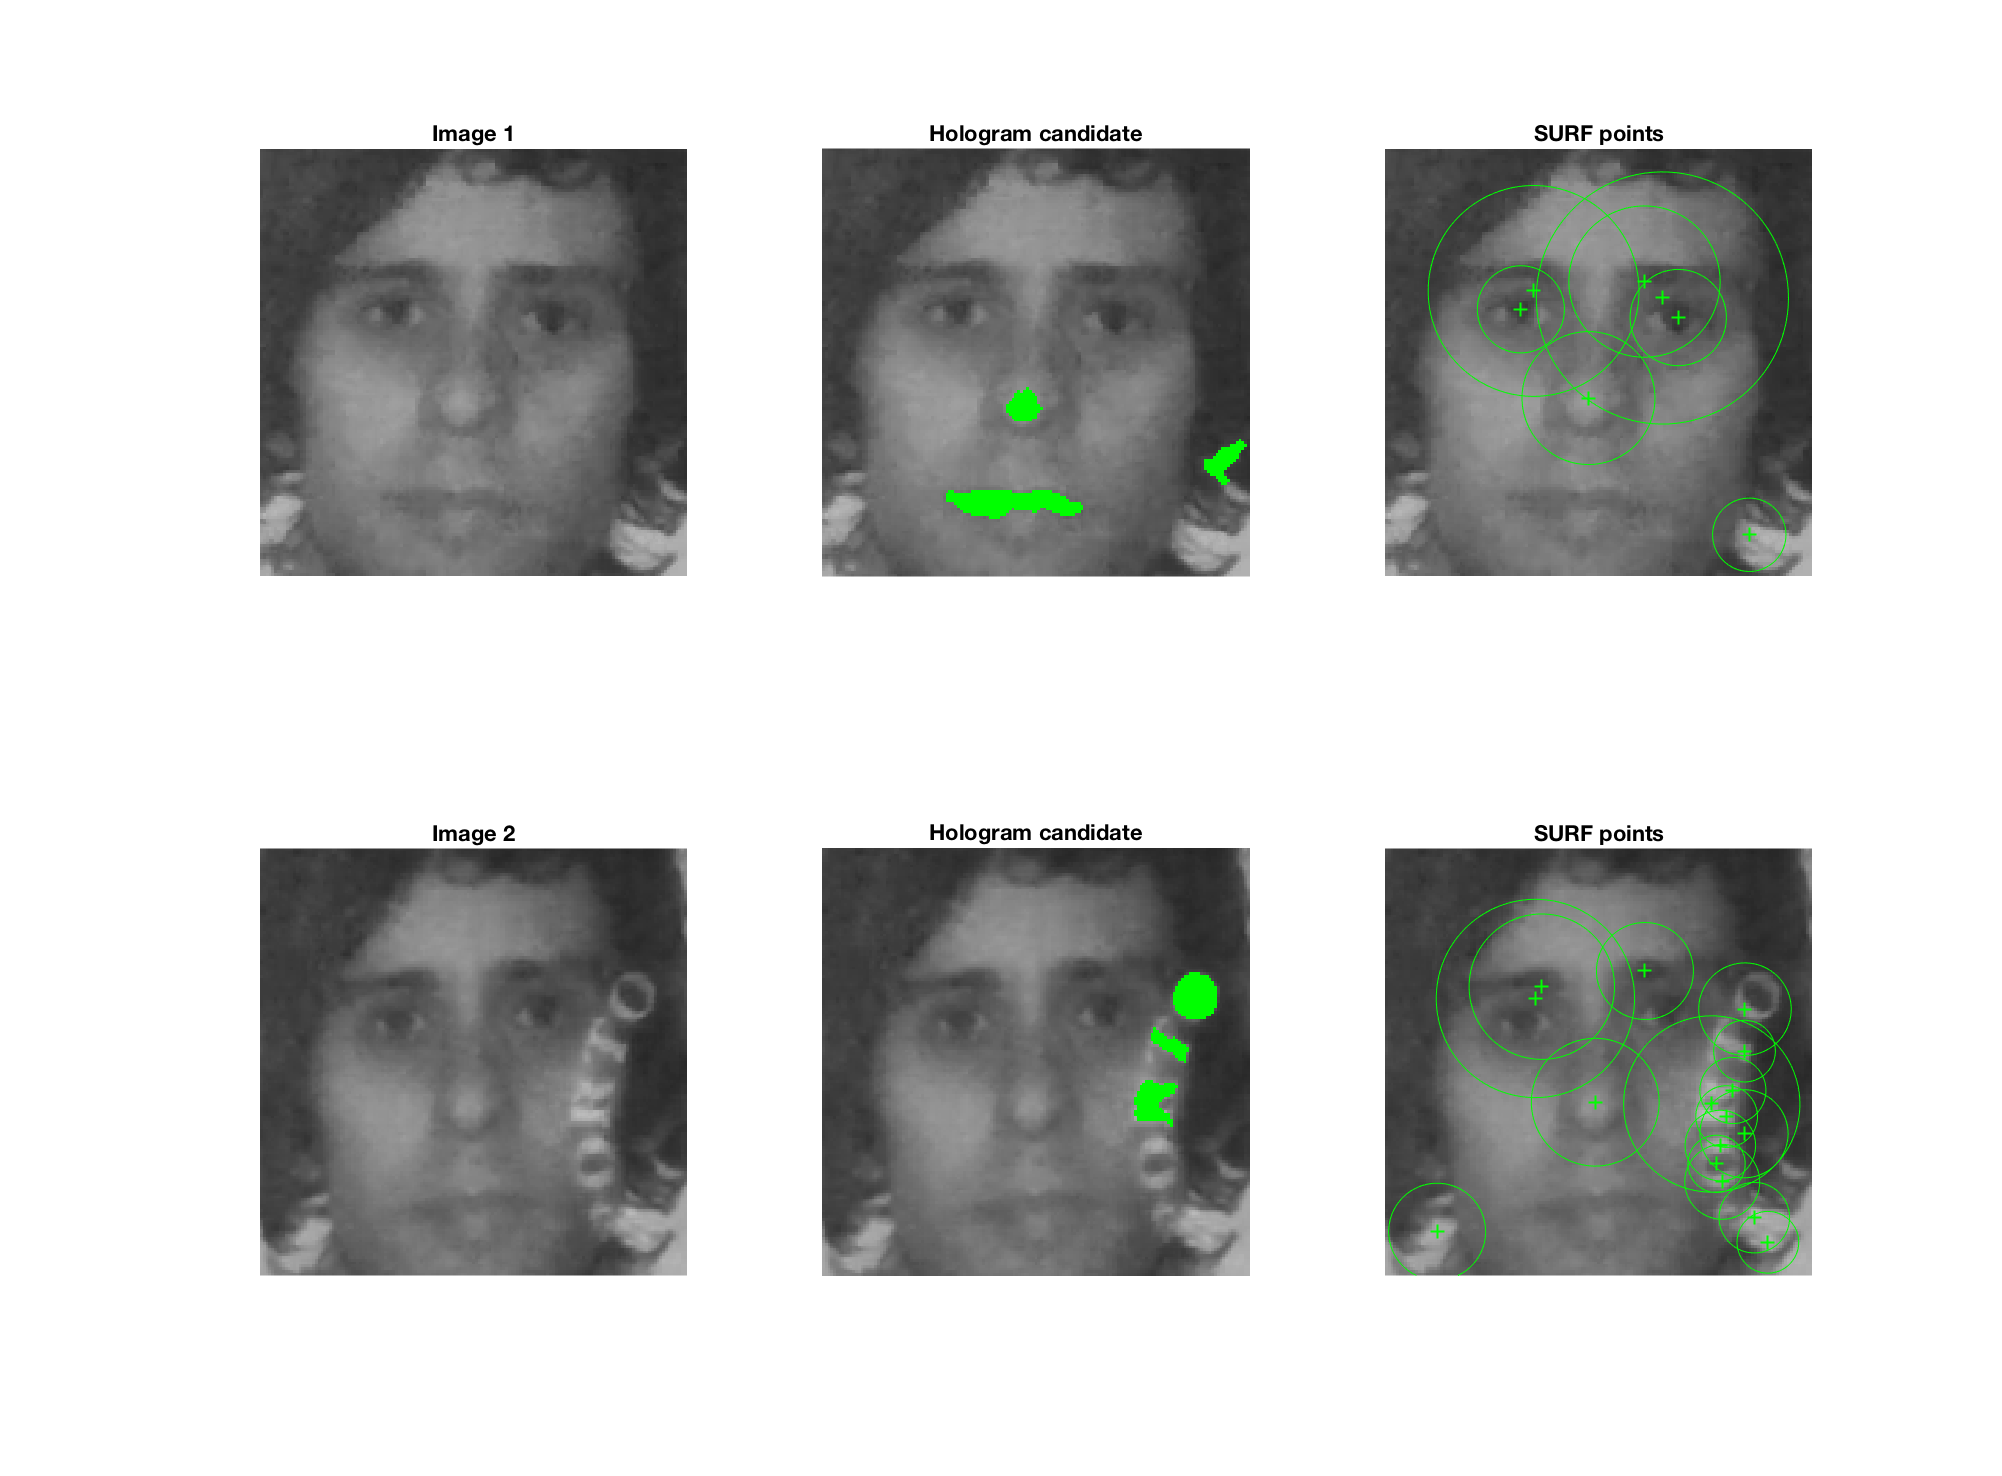 Image 1
Hologram candidate
SURF points
Image 2
Hologram candidate
SURF points